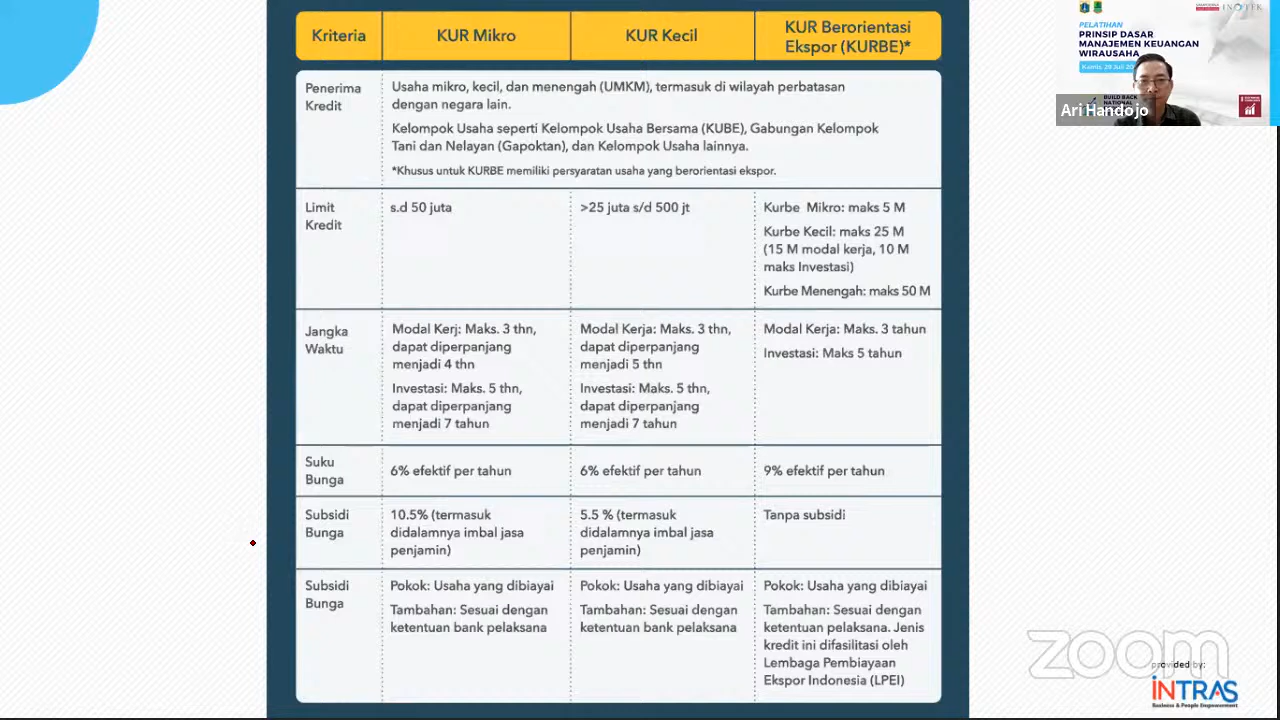 Kriteria
KUR Mikro
KUR Kecil
KUR Berorientasi
Ekspor (KURBE)*
Penerima
Kredit
Usaha mikro, kecil, dan menengah (UMKM), termasuk di wilayah perbatasan
dengan negara lain.
Kelompok Usaha seperti Kelompok Usaha Bersama (KUBE), Gabungan Kelompok
Tani dan Nelayan (Gapoktan), dan Kelompok Usaha lainnya.
*Khusus untuk KURBE memiliki persyaratan usaha yang berorientasi ekspor.
Limit
Kredit
s.d 50 juta
>25 juta s/d 500 jt
Kurbe Mikro: maks 5 M
Kurbe Kecil: maks 25 M
(15 M modal kerja, 10 M
maks Investasi)
Kurbe Menengah: maks 50 M
Jangka
Waktu
Modal Kerj: Maks. 3 thn,
dapat diperpanjang
menjadi 4 thn
Investasi: Maks. 5 thn,
dapat diperpanjang
menjadi 7 tahun
Modal Kerja: Maks. 3 thn,
dapat diperpanjang
menjadi 5 thn
Investasi: Maks. 5 thn,
dapat diperpanjang
menjadi 7 tahun
Modal Kerja: Maks. 3 tahun
Investasi: Maks 5 tahun
Suku
Bunga
6% efektif per tahun
6% efektif per tahun
9% efektif per tahun
Subsidi
Bunga
10.5% (termasuk
didalamnya imbal jasa
penjamin)
5.5 % (termasuk
didalamnya imbal jasa
penjamin)
Tanpa subsidi
Subsidi
Bunga
Pokok: Usaha yang dibiayai
Tambahan: Sesuai dengan
ketentuan bank pelaksana
Pokok: Usaha yang dibiayai
Tambahan: Sesuai dengan
ketentuan bank pelaksana
Pokok: Usaha yang dibiayai
Tambahan: Sesuai dengan
ketentuan pelaksana. Jenis
kredit ini difasilitasi oleh
Lembaga Pembiayaan
Ekspor Indonesia (LPEI)
INOTEK
PELATIHAN
PRINSIP DASAR
MANAJEMEN KEUANGAN
WIRAUSAHA
Kamis, 29 Juli
BUILD BACK
NATIONAL
Ari Handojo
zoom
provided by:
INTRAS
Business & People Empowerment